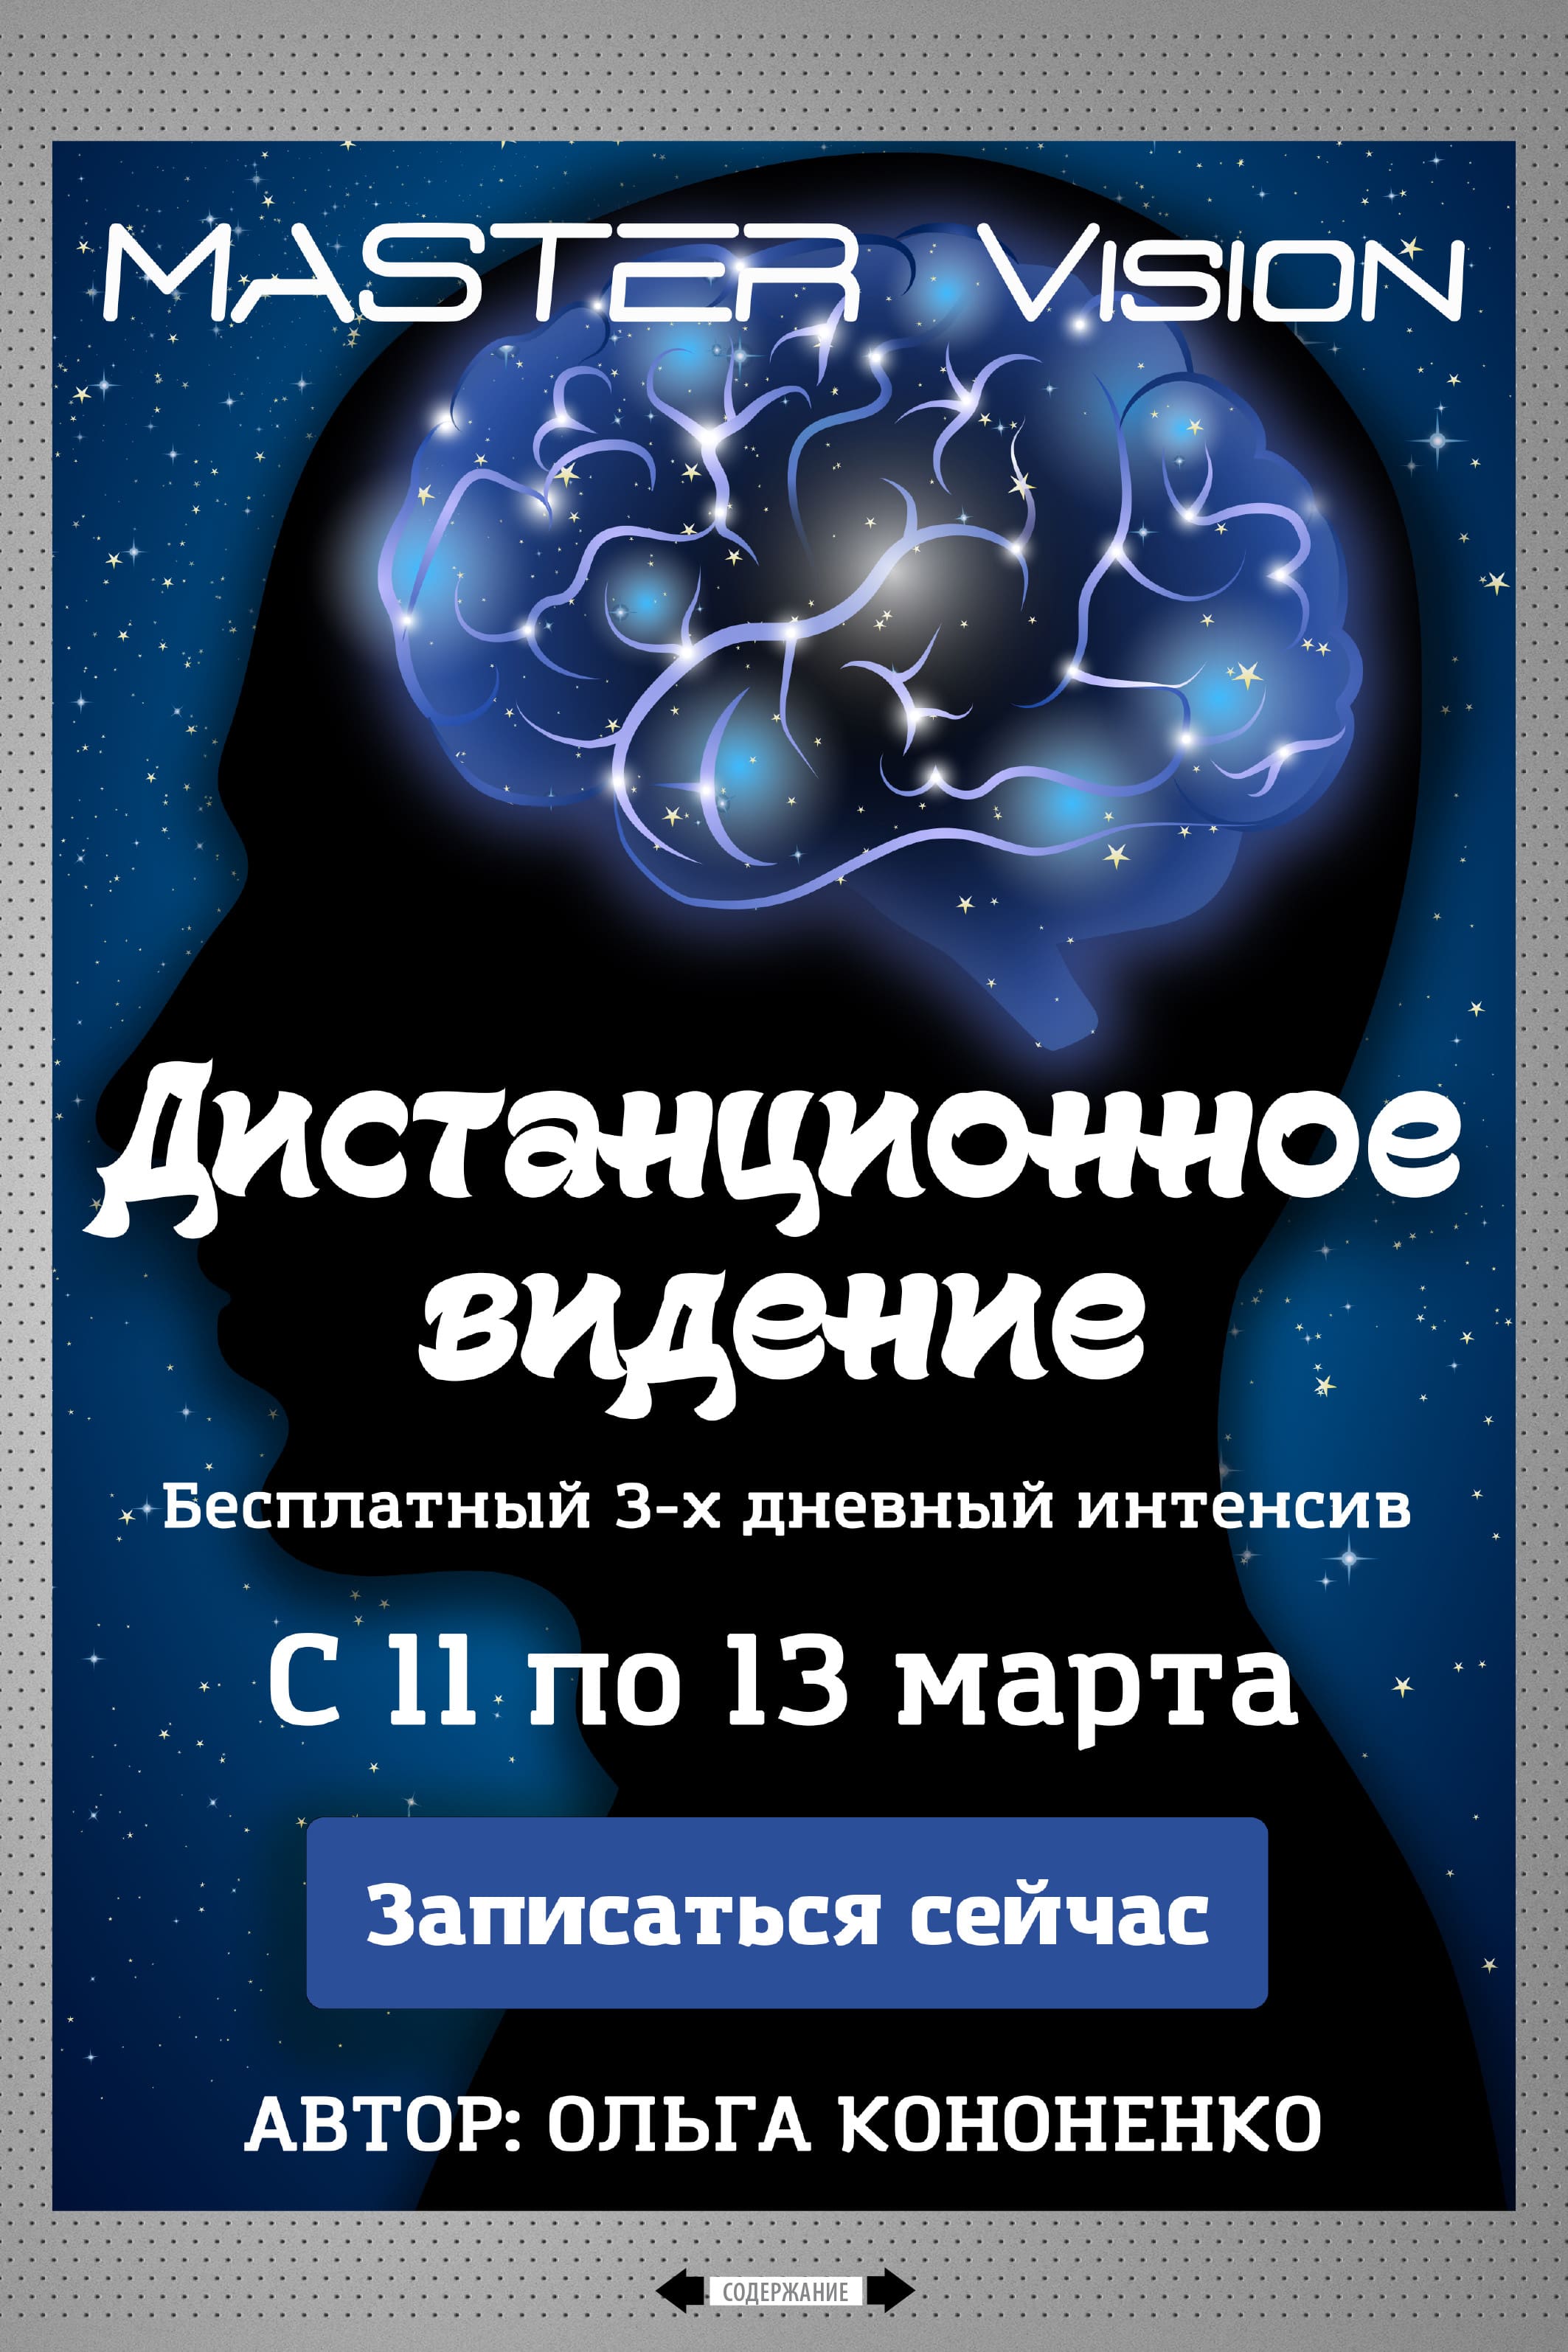 MASTER VISION
Дистанционное
видение
Бесплатный 3-х дневный интенсив
С 11 по 13 марта
Записаться сейчас
АВТОР: ОЛЬГА КОНОНЕНКО
СОДЕРЖАНИЕ